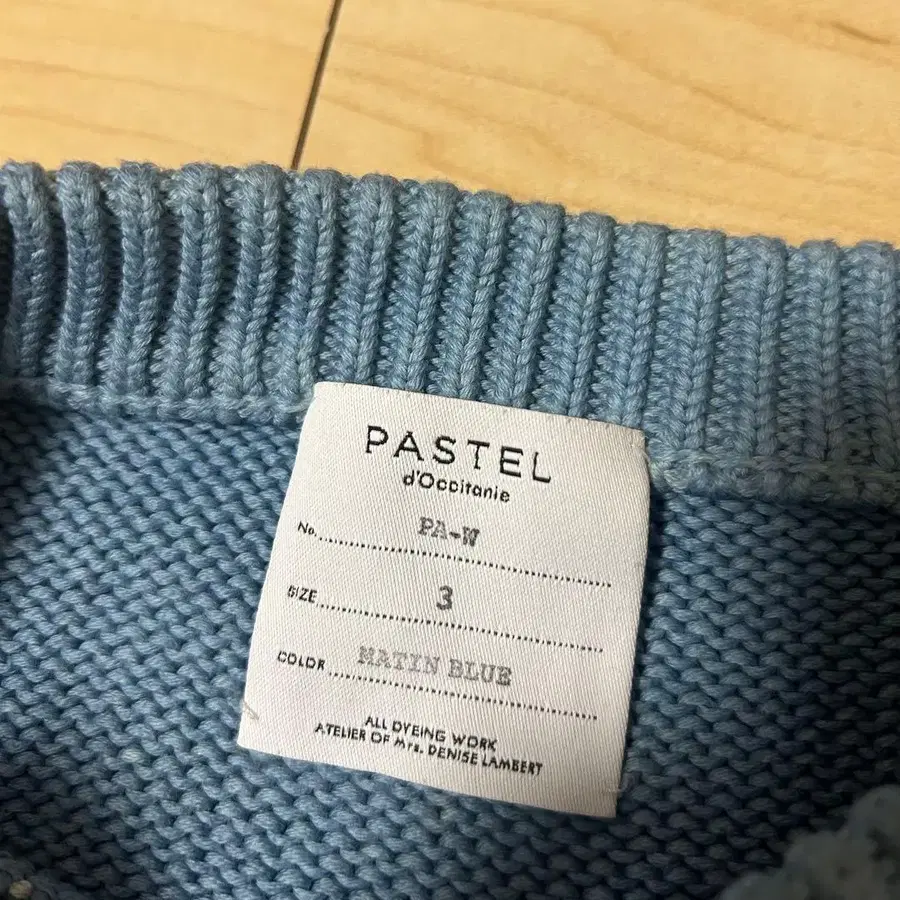 PASTEL
d'Occitanie
No. PA-W
SIZE 3
COLOR MATIN BLUE
ALL DYEING WORK
ATELIER OF Mrs. DENISE LAMBERT